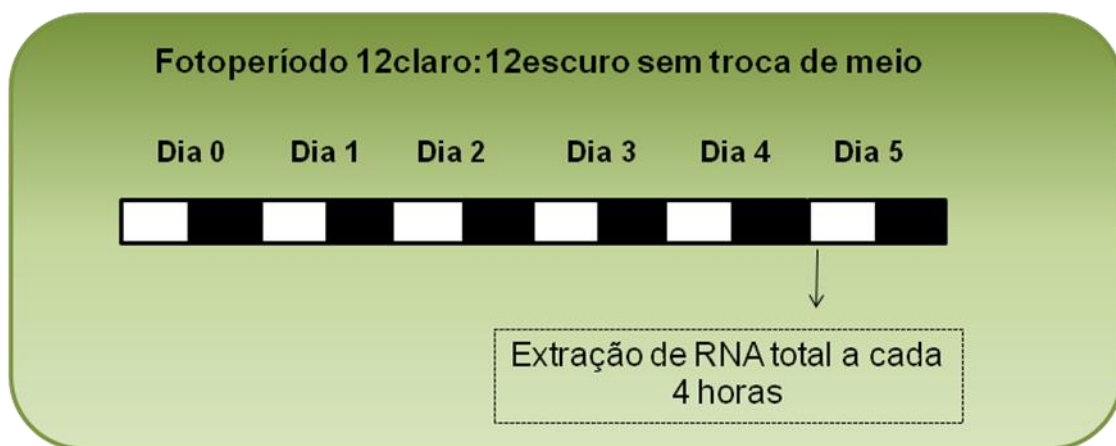 Fotoperíodo 12claro:12escuro sem troca de meio
Dia 0 Dia 1 Dia 2 Dia 3 Dia 4 Dia 5
Extração de RNA total a cada
4 horas